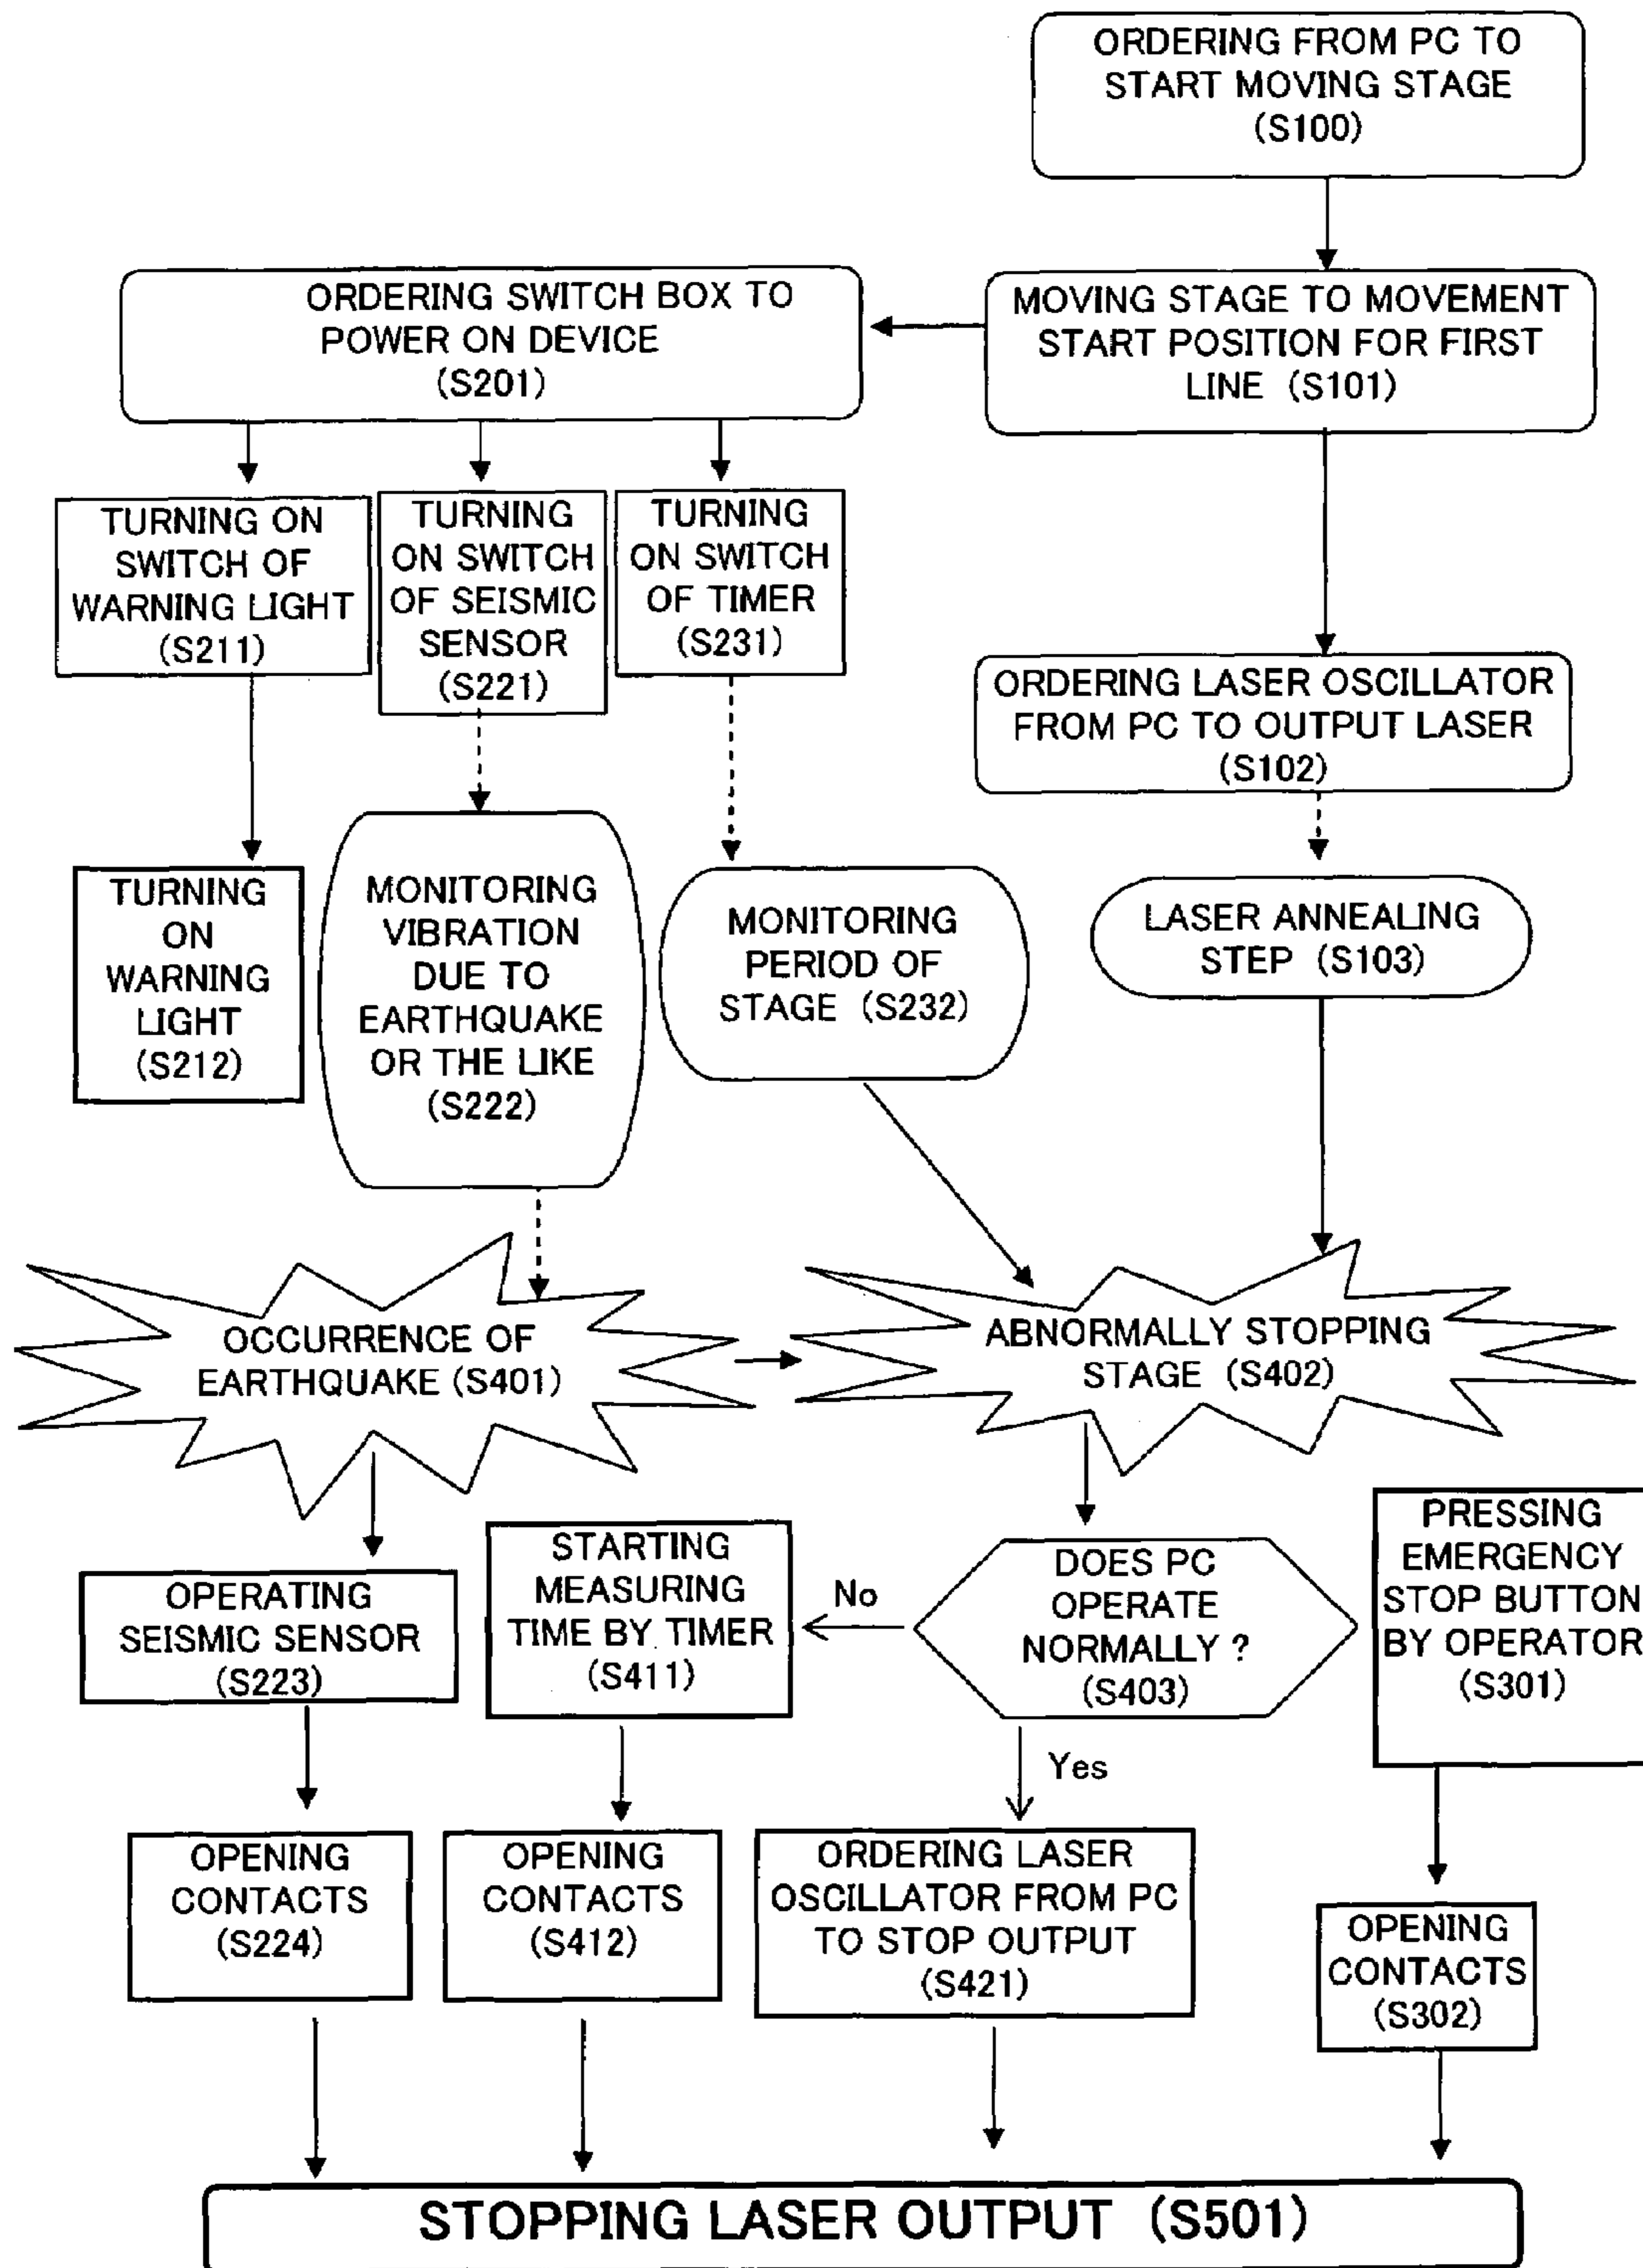 ORDERING FROM PC TO
START MOVING STAGE
(S100)
ORDERING SWITCH BOX TO
POWER ON DEVICE
(S201)
MOVING STAGE TO MOVEMENT
START POSITION FOR FIRST
LINE (S101)
TURNING ON
SWITCH OF
WARNING LIGHT
(S211)
TURNING
ON SWITCH
OF SEISMIC
SENSOR
(S221)
TURNING
ON SWITCH
OF TIMER
(S231)
ORDERING LASER OSCILLATOR
FROM PC TO OUTPUT LASER
(S102)
TURNING
ON
WARNING
LIGHT
(S212)
MONITORING
VIBRATION
DUE TO
EARTHQUAKE
OR THE LIKE
(S222)
MONITORING
PERIOD OF
STAGE (S232)
LASER ANNEALING
STEP (S103)
OCCURRENCE OF
EARTHQUAKE (S401)
ABNORMALLY STOPPING
STAGE (S402)
OPERATING
SEISMIC SENSOR
(S223)
STARTING
MEASURING
TIME BY TIMER
(S411)
No
DOES PC
OPERATE
NORMALLY ?
(S403)
Yes
PRESSING
EMERGENCY
STOP BUTTON
BY OPERATOR
(S301)
OPENING
CONTACTS
(S224)
OPENING
CONTACTS
(S412)
ORDERING LASER
OSCILLATOR FROM PC
TO STOP OUTPUT
(S421)
OPENING
CONTACTS
(S302)
STOPPING LASER OUTPUT (S501)